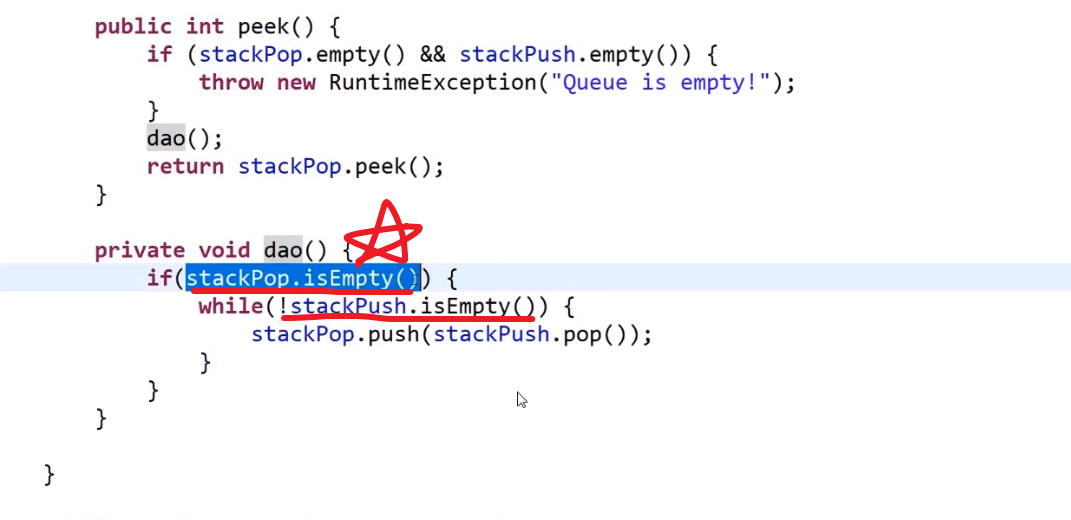 public int peek() {
if (stackPop.empty() && stackPush.empty()) {
throw new RuntimeException("Queue is empty!");
}
dao();
return stackPop.peek();
}
private void dao() {
if(stackPop.isEmpty()) {
while(!stackPush.isEmpty()) {
stackPop.push(stackPush.pop());
}
}
}
}